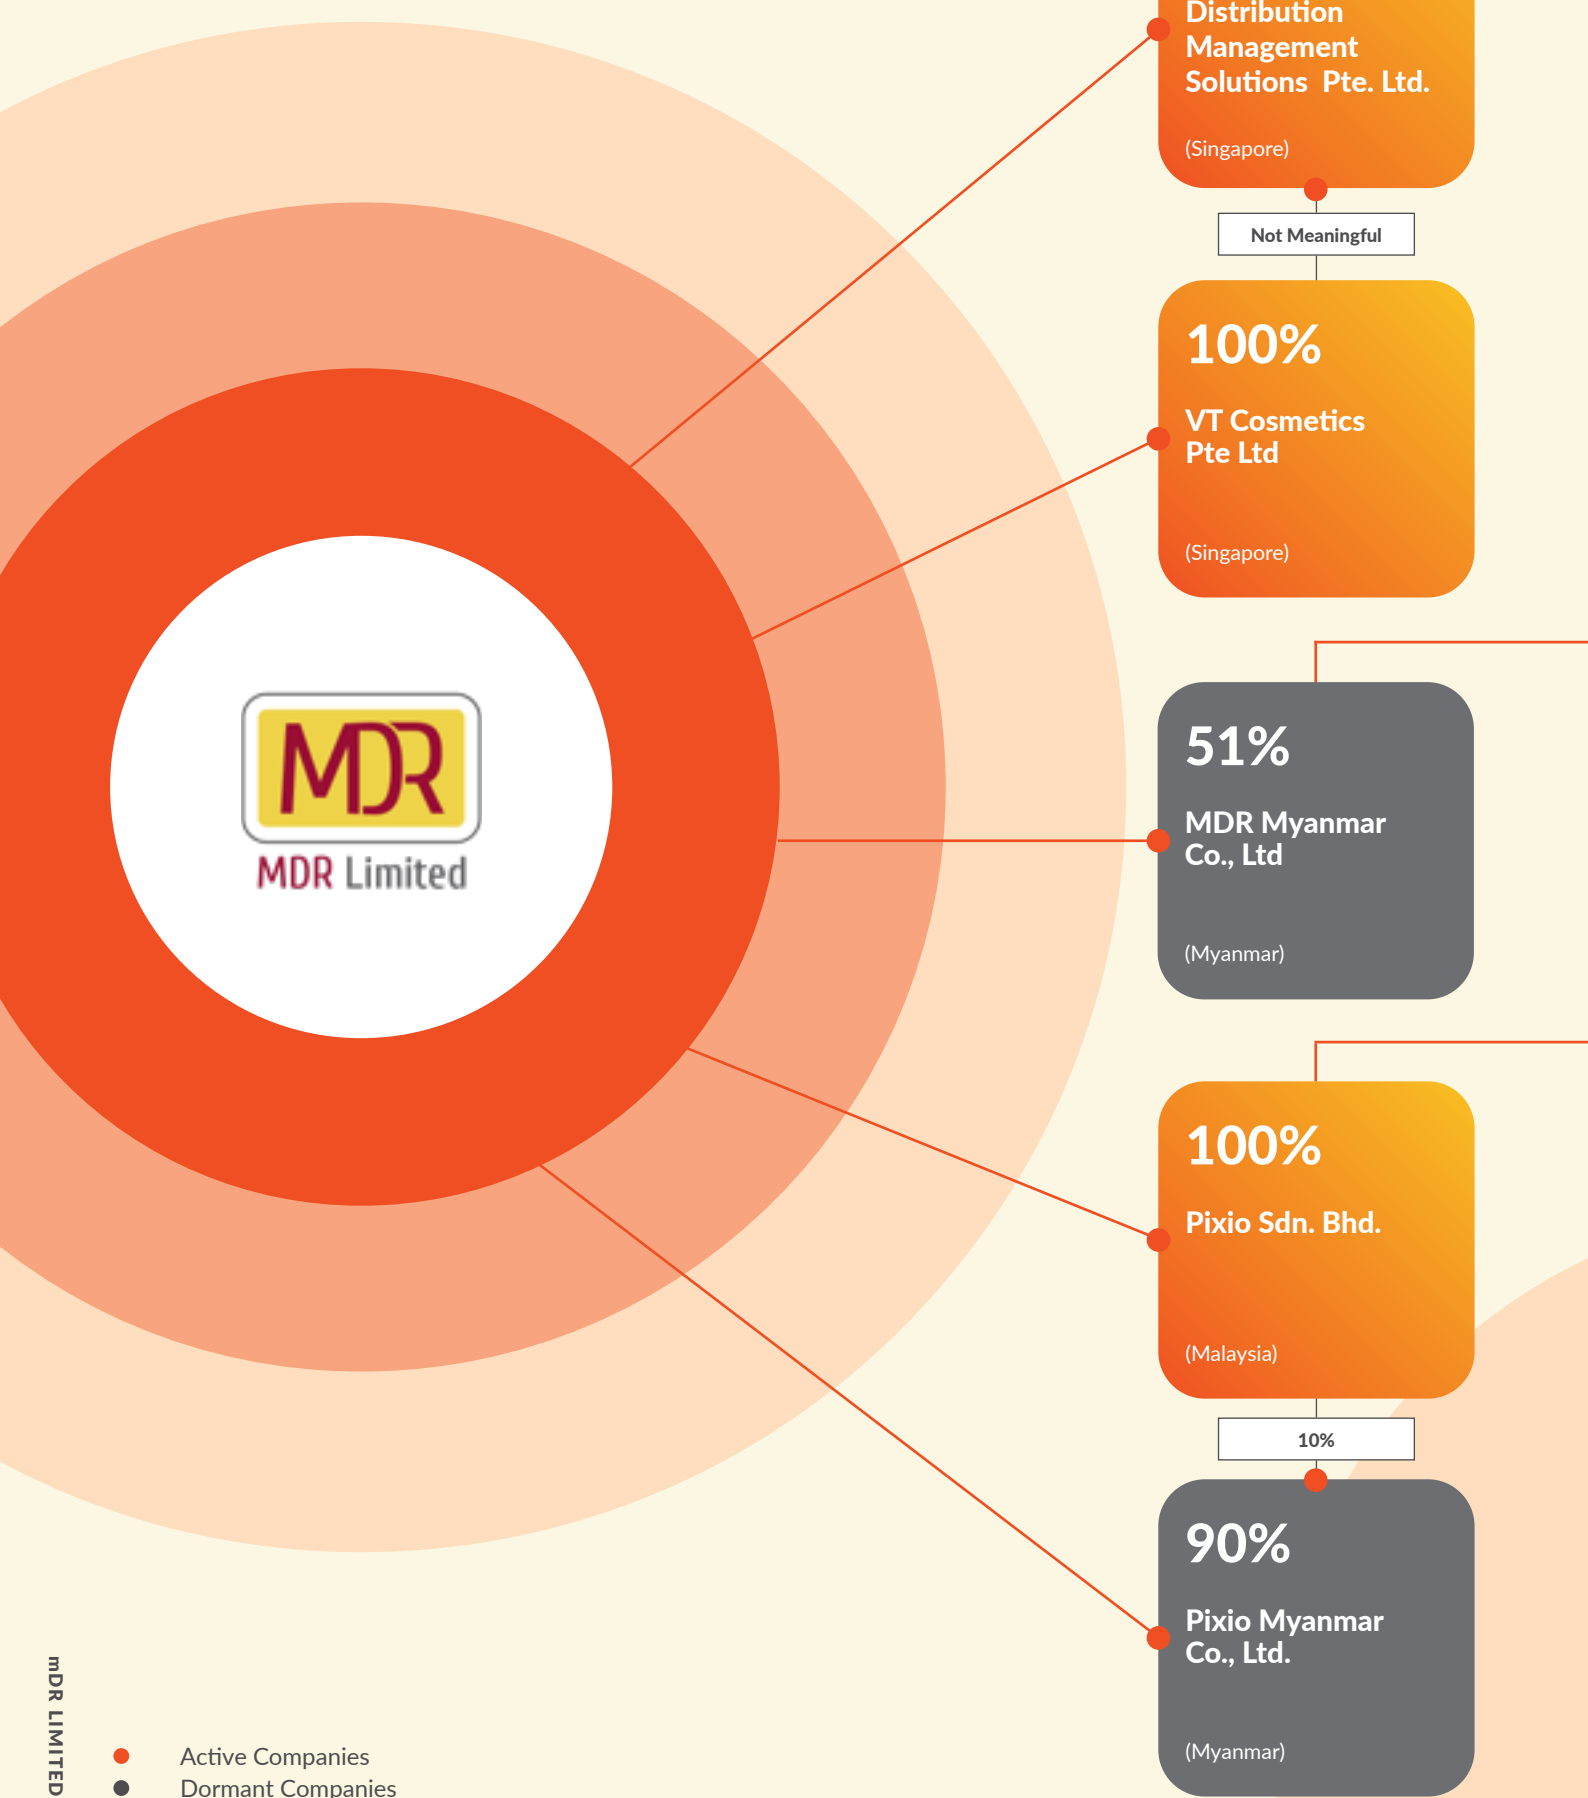 Distribution
Management
Solutions Pte. Ltd.
(Singapore)
Not Meaningful
100%
VT Cosmetics
Pte Ltd
(Singapore)
MDR
MDR Limited
51%
MDR Myanmar
Co., Ltd
(Myanmar)
100%
Pixio Sdn. Bhd.
(Malaysia)
10%
90%
Pixio Myanmar
Co., Ltd.
(Myanmar)
mDR LIMITED
Active Companies
Dormant Companies